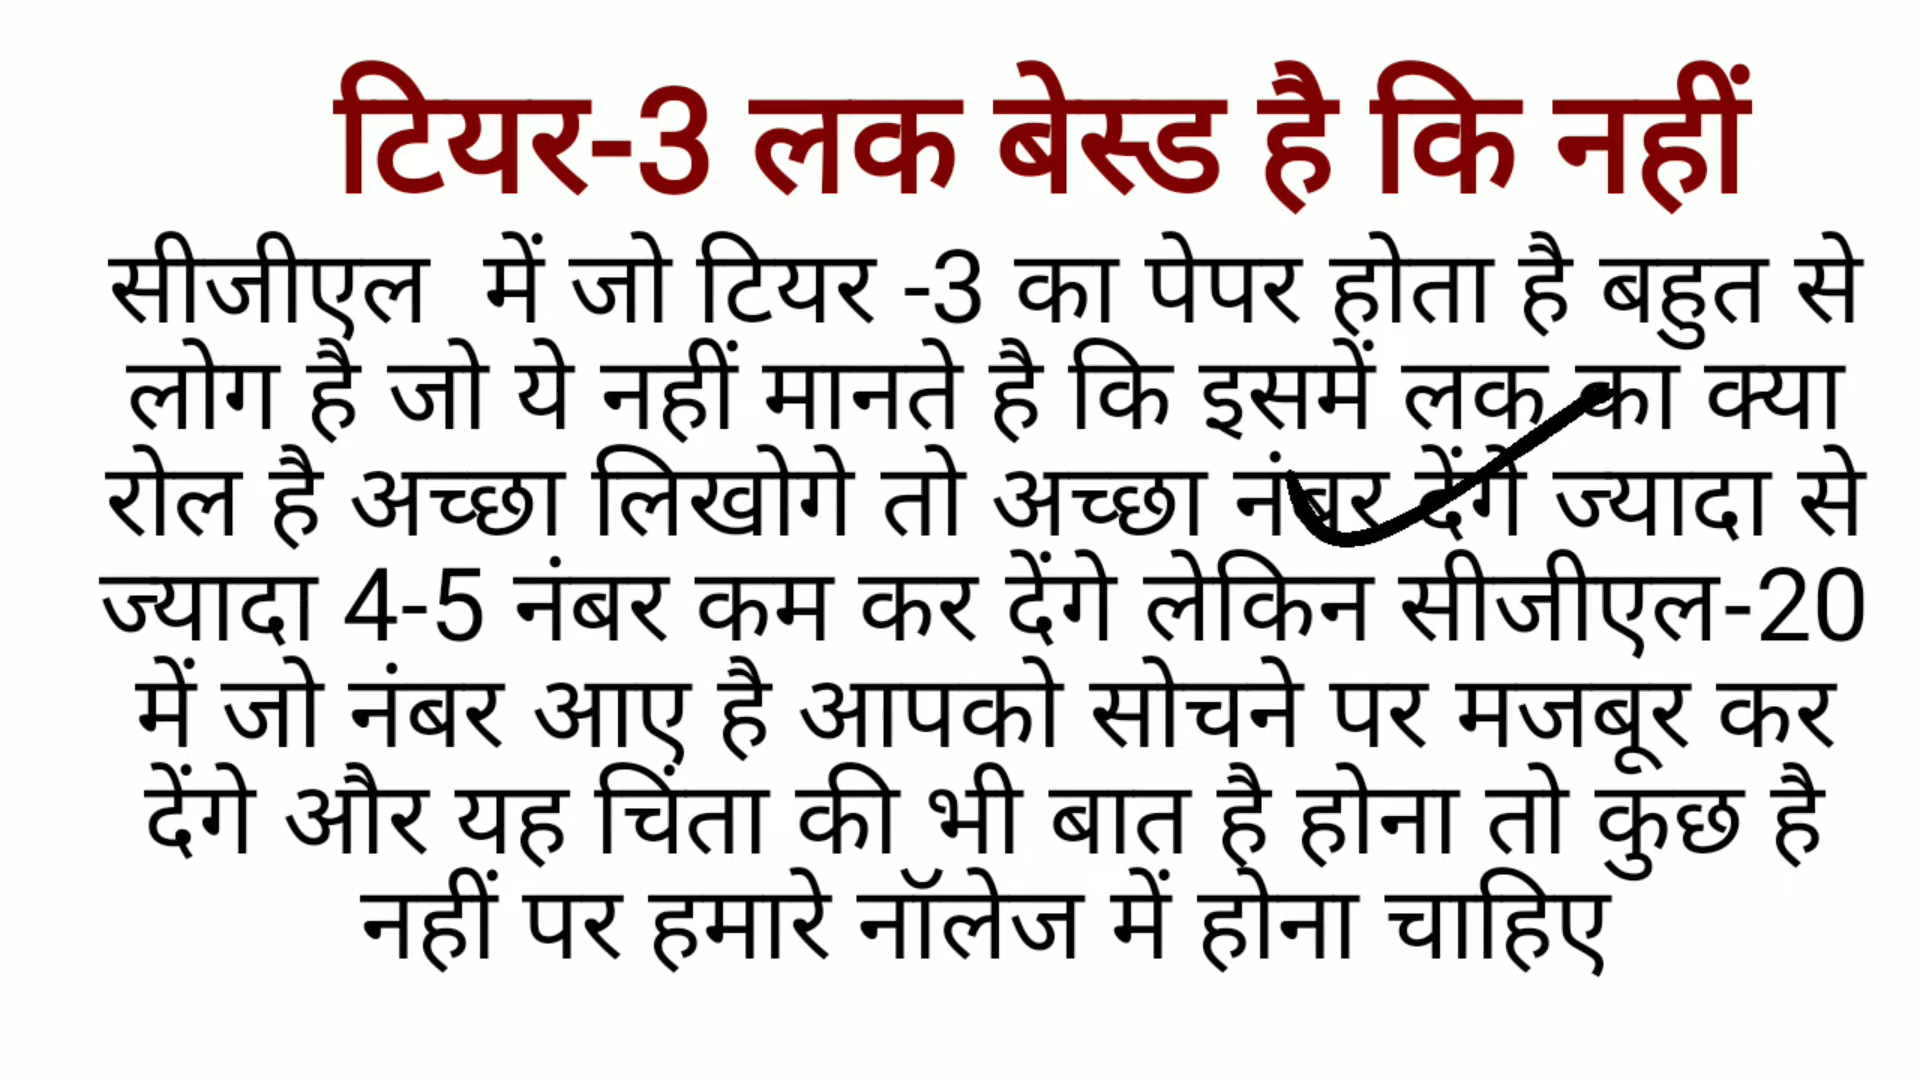 टियर-3 लक बेस्ड है कि नहीं
सीजीएल में जो टियर -3 का पेपर होता है बहुत से
लोग है जो ये नहीं मानते है कि इसमें लक का क्या
रोल है अच्छा लिखोगे तो अच्छा नंबर देंगे ज्यादा से
ज्यादा 4-5 नंबर कम कर देंगे लेकिन सीजीएल-20
में जो नंबर आए है आपको सोचने पर मजबूर कर
देंगे और यह चिंता की भी बात है होना तो कुछ है
नहीं पर हमारे नॉलेज में होना चाहिए